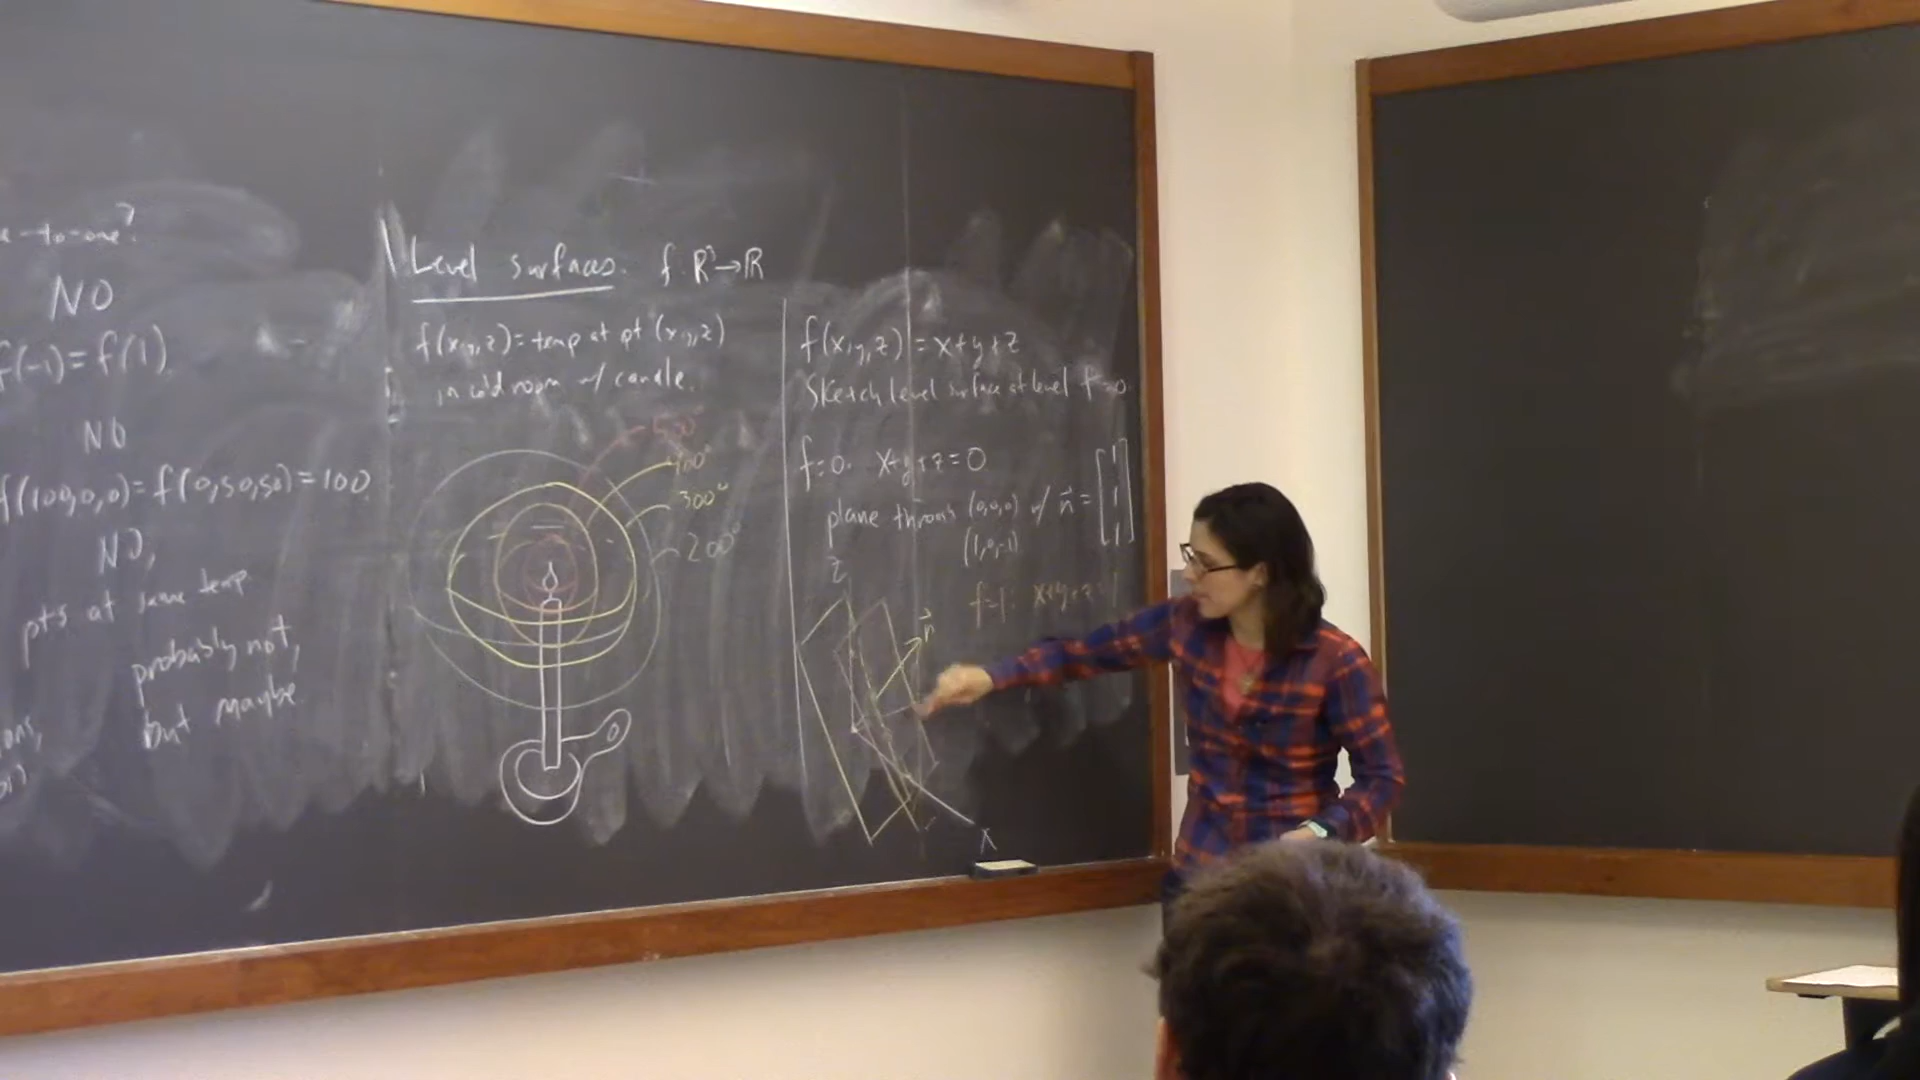 -to-one?
NO
f(-1) = f(1)
NO
f(100,0,0) = f(0,50,50) = 100
NO,
pts at same temp
probably not,
but maybe
Level surfaces. f: R³→R
f(x,y,z) = temp at pt (x,y,z)
in cold room w/ candle.
400°
300°
200°
f(x,y,z) = x+y+z
Sketch level surface at level f=0
f=0. x+y+z=0
plane through (0,0,0) w/ n⃗ = [1 1 1]
(1,0,-1)
f=1: x+y+z=1
z
n⃗
x